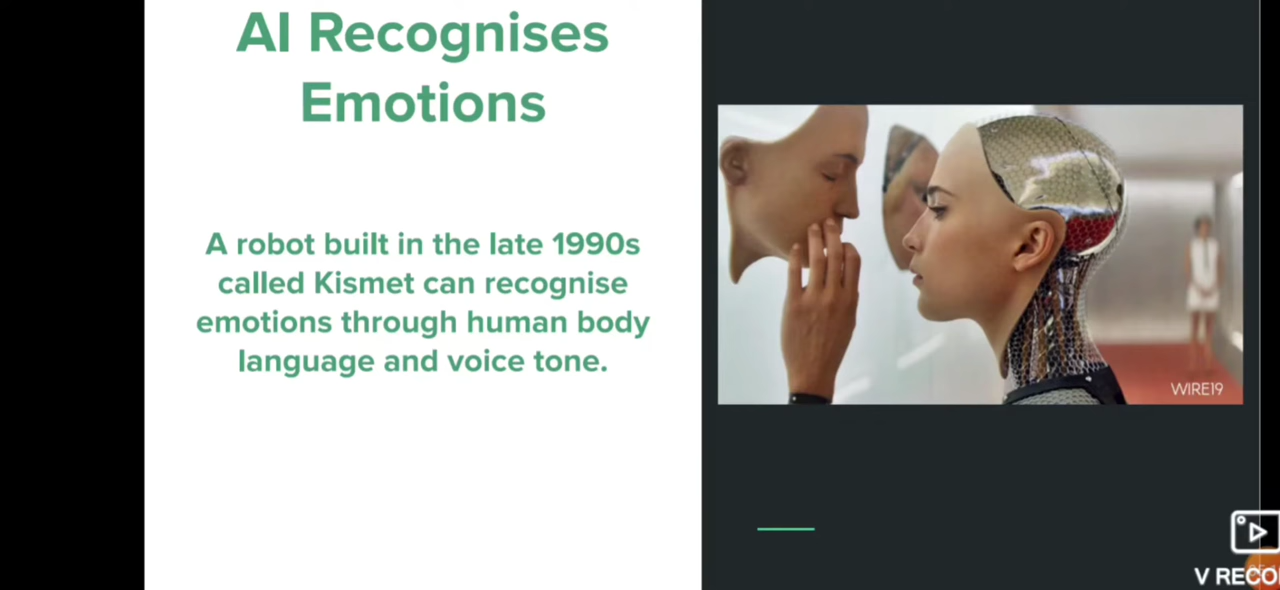 AI Recognises
Emotions
A robot built in the late 1990s
called Kismet can recognise
emotions through human body
language and voice tone.
WIRE19
V RECO